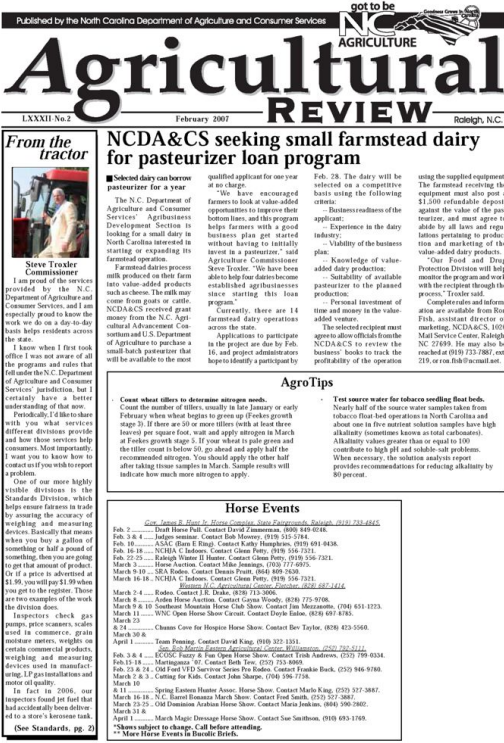 Published by the North Carolina Department of Agriculture and Consumer Services
got to be
Goodness Grows in North
NC
AGRICULTURE
Agricultural
REVIEW
LXXXII-No.2
February 2007
Raleigh, N.C.
From the
tractor
Steve Troxler
Commissioner
I am proud of the services
provided by the N.C.
Department of Agriculture and
Consumer Services, and I am
especially proud to know the
work we do on a day-to-day
basis helps residents across
the state.
I know when I first took
office I was not aware of all
the programs and rules that
fell under the N.C. Department
of Agriculture and Consumer
Services' jurisdiction, but I
certainly have a better
understanding of that now.
Periodically, I'd like to share
with you what services
different divisions provide
and how those services help
consumers. Most importantly,
I want you to know how to
contact us if you wish to report
a problem.
One of our more highly
visible divisions is the
Standards Division, which
helps ensure fairness in trade
by assuring the accuracy of
weighing and measuring
devices. Basically that means
when you buy a gallon of
something or half a pound of
something, then you are going
to get that amount of product.
Or if a price is advertised at
$1.99, you will pay $1.99 when
you get to the register. Those
are two examples of the work
the division does.
Inspectors check gas
pumps, price scanners, scales
used in commerce, grain
moisture meters, weights on
certain commercial products,
weighing and measuring
devices used in manufact-
uring, LP gas installations and
motor oil quality.
In fact in 2006, our
inspectors found jet fuel that
had accidentally been deliver-
ed to a store's kerosene tank.
(See Standards, pg. 2)
NCDA&CS seeking small farmstead dairy
for pasteurizer loan program
Selected dairy can borrow
pasteurizer for a year
The N.C. Department of
Agriculture and Consumer
Services' Agribusiness
Development Section is
looking for a small dairy in
North Carolina interested in
starting or expanding its
farmstead operation.
Farmstead dairies process
milk produced on their farm
into value-added products
such as cheese. The milk may
come from goats or cattle.
NCDA&CS received grant
money from the N.C. Agri-
cultural Advancement Con-
sortium and U.S. Department
of Agriculture to purchase a
small-batch pasteurizer that
will be available to the most
qualified applicant for one year
at no charge.
"We have encouraged
farmers to look at value-added
opportunities to improve their
bottom lines, and this program
helps farmers with a good
business plan get started
without having to initially
invest in a pasteurizer," said
Agriculture Commissioner
Steve Troxler. "We have been
able to help four dairies become
established agribusinesses
since starting this loan
program."
Currently, there are 14
farmstead dairy operations
across the state.
Applications to participate
in the project are due by Feb.
16, and project administrators
hope to identify a participant by
Feb. 28. The dairy will be
selected on a competitive
basis using the following
criteria:
-- Business readiness of the
applicant;
-- Experience in the dairy
industry;
-- Viability of the business
plan;
-- Knowledge of value-
added dairy production;
-- Suitability of available
pasteurizer to the planned
production;
-- Personal investment of
time and money in the value-
added venture.
The selected recipient must
agree to allow officials from the
NCDA&CS to review the
business' books to track the
profitability of the operation
using the supplied equipment
The farmstead receiving the
equipment must also post a
$1,500 refundable deposit
against the value of the pas
teurizer, and must agree to
abide by all laws and regu
lations pertaining to produc
tion and marketing of the
value-added dairy products.
"Our Food and Drug
Protection Division will help
monitor the program and work
with the recipient through the
process," Troxler said.
Complete rules and inform
ation are available from Ron
Fish, assistant director of
marketing, NCDA&CS, 1020
Mail Service Center, Raleigh
NC 27699. He may also be
reached at (919) 733-7887, ext
219, or ron.fish@ncmail.net.
AgroTips
· Count wheat tillers to determine nitrogen needs.
Count the number of tillers, usually in late January or early
February when wheat begins to green up (Feekes growth
stage 3). If there are 50 or more tillers (with at least three
leaves) per square foot, wait and apply nitrogen in March
at Feekes growth stage 5. If your wheat is pale green and
the tiller count is below 50, go ahead and apply half the
recommended nitrogen. You should apply the other half
after taking tissue samples in March. Sample results will
indicate how much more nitrogen to apply.
· Test source water for tobacco seedling float beds.
Nearly half of the source water samples taken from
tobacco float-bed operations in North Carolina and
about one in five nutrient solution samples have high
alkalinity (sometimes known as total carbonates).
Alkalinity values greater than or equal to 100
contribute to high pH and soluble-salt problems.
When necessary, the solution analysis report
provides recommendations for reducing alkalinity by
80 percent.
Horse Events
Gov. James B. Hunt Jr. Horse Complex, State Fairgrounds, Raleigh, (919) 733-4845.
Feb. 2 ............ Draft Horse Pull. Contact David Zimmerman, (800) 849-0248.
Feb. 3 & 4 ..... Judges seminar. Contact Bob Mowrey, (919) 515-5784.
Feb. 10 .......... ASAC (Barn E Ring). Contact Kathy Humphries, (919) 691-0438.
Feb. 16-18 ..... NCHJA C Indoors. Contact Glenn Petty, (919) 556-7321.
Feb. 22-25 ..... Raleigh Winter II Hunter. Contact Glenn Petty, (919) 556-7321.
March 3 ......... Horse Auction. Contact Mike Jennings, (703) 777-6975.
March 9-10 ... SRA Rodeo. Contact Dennis Pruitt, (864) 809-2630.
March 16-18 .. NCHJA C Indoors. Contact Glenn Petty, (919) 556-7321.
Western N.C. Agricultural Center, Fletcher, (828) 687-1414.
March 2-4 ..... Rodeo. Contact J.R. Drake, (828) 713-3006.
March 8 ......... Arden Horse Auction. Contact Gayna Woody, (828) 775-9708.
March 9 & 10 Southeast Mountain Horse Club Show. Contact Jan Mezzanotte, (704) 651-1223.
March 11 ....... WNC Open Horse Show Circuit. Contact Doyle Enloe, (828) 697-8785.
March 23
& 24 .............. Chunns Cove for Hospice Horse Show. Contact Bev Taylor, (828) 423-5560.
March 30 &
April 1 ........... Team Penning. Contact David King, (910) 322-1351.
Sen. Bob Martin Eastern Agricultural Center, Williamston, (252) 792-5111.
Feb. 3 & 4 ..... ECOSC Fuzzy & Fun Open Horse Show. Contact Trish Andrews, (252) 799-0334.
Feb. 15-18 ..... Martinganza '07. Contact Beth Tew, (252) 753-8069.
Feb. 23 & 24 .. Old Ford VFD Survivor Series Pro Rodeo. Contact Frankie Buck, (252) 946-9780.
March 2 & 3 .. Cutting for Kids. Contact John Sharpe, (704) 596-7758.
March 10
& 11 .............. Spring Eastern Hunter Assoc. Horse Show. Contact Marlo King, (252) 527-3887.
March 16-18 .. N.C. Barrel Bonanza March Show. Contact Fred Smith, (252) 527-3887.
March 23-25 .. Old Dominion Arabian Horse Show. Contact Maria Jenkins, (804) 590-2802.
March 31 &
April 1 ........... March Magic Dressage Horse Show. Contact Sue Smithson, (910) 693-1769.
*Shows subject to change. Call before attending.
** More Horse Events in Bucolic Briefs.